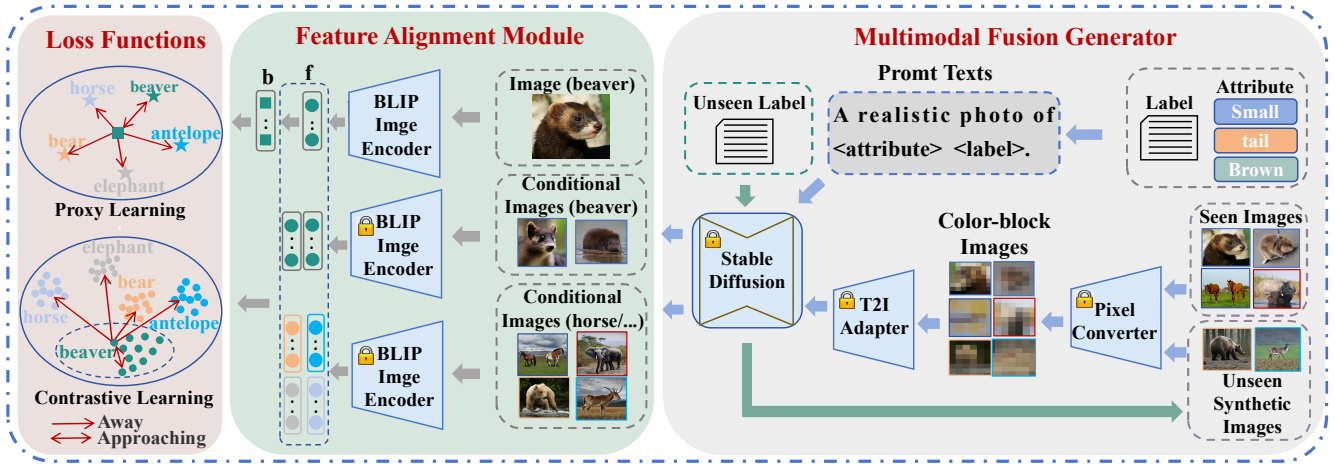 Loss Functions
horse
beaver
bear
antelope
elephant
Proxy Learning
elephant
bear
horse
antelope
beaver
Contrastive Learning
Away
Approaching
Feature Alignment Module
b
f
BLIP
Imge
Encoder
Image (beaver)
BLIP
Imge
Encoder
Conditional
Images (beaver)
BLIP
Imge
Encoder
Conditional
Images (horse/...)
Multimodal Fusion Generator
Unseen Label
Promt Texts
A realistic photo of
<attribute> <label>.
Label
Attribute
Small
tail
Brown
Stable
Diffusion
T2I
Adapter
Color-block
Images
Pixel
Converter
Seen Images
Unseen
Synthetic
Images